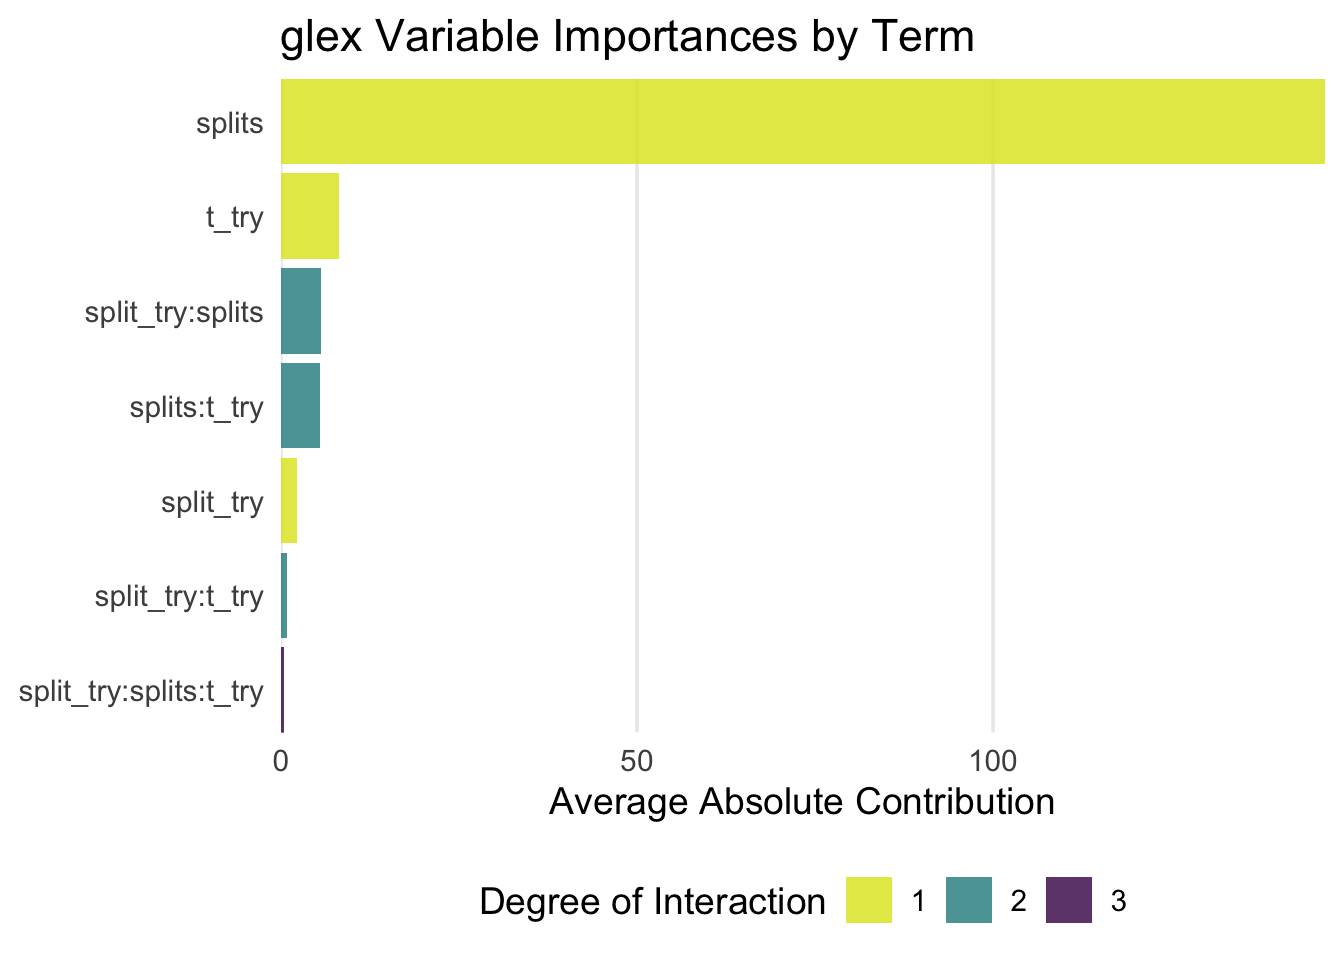 glex Variable Importances by Term
splits
t_try
split_try:splits
splits:t_try
split_try
split_try:t_try
split_try:splits:t_try
0 50 100
Average Absolute Contribution
Degree of Interaction 1 2 3